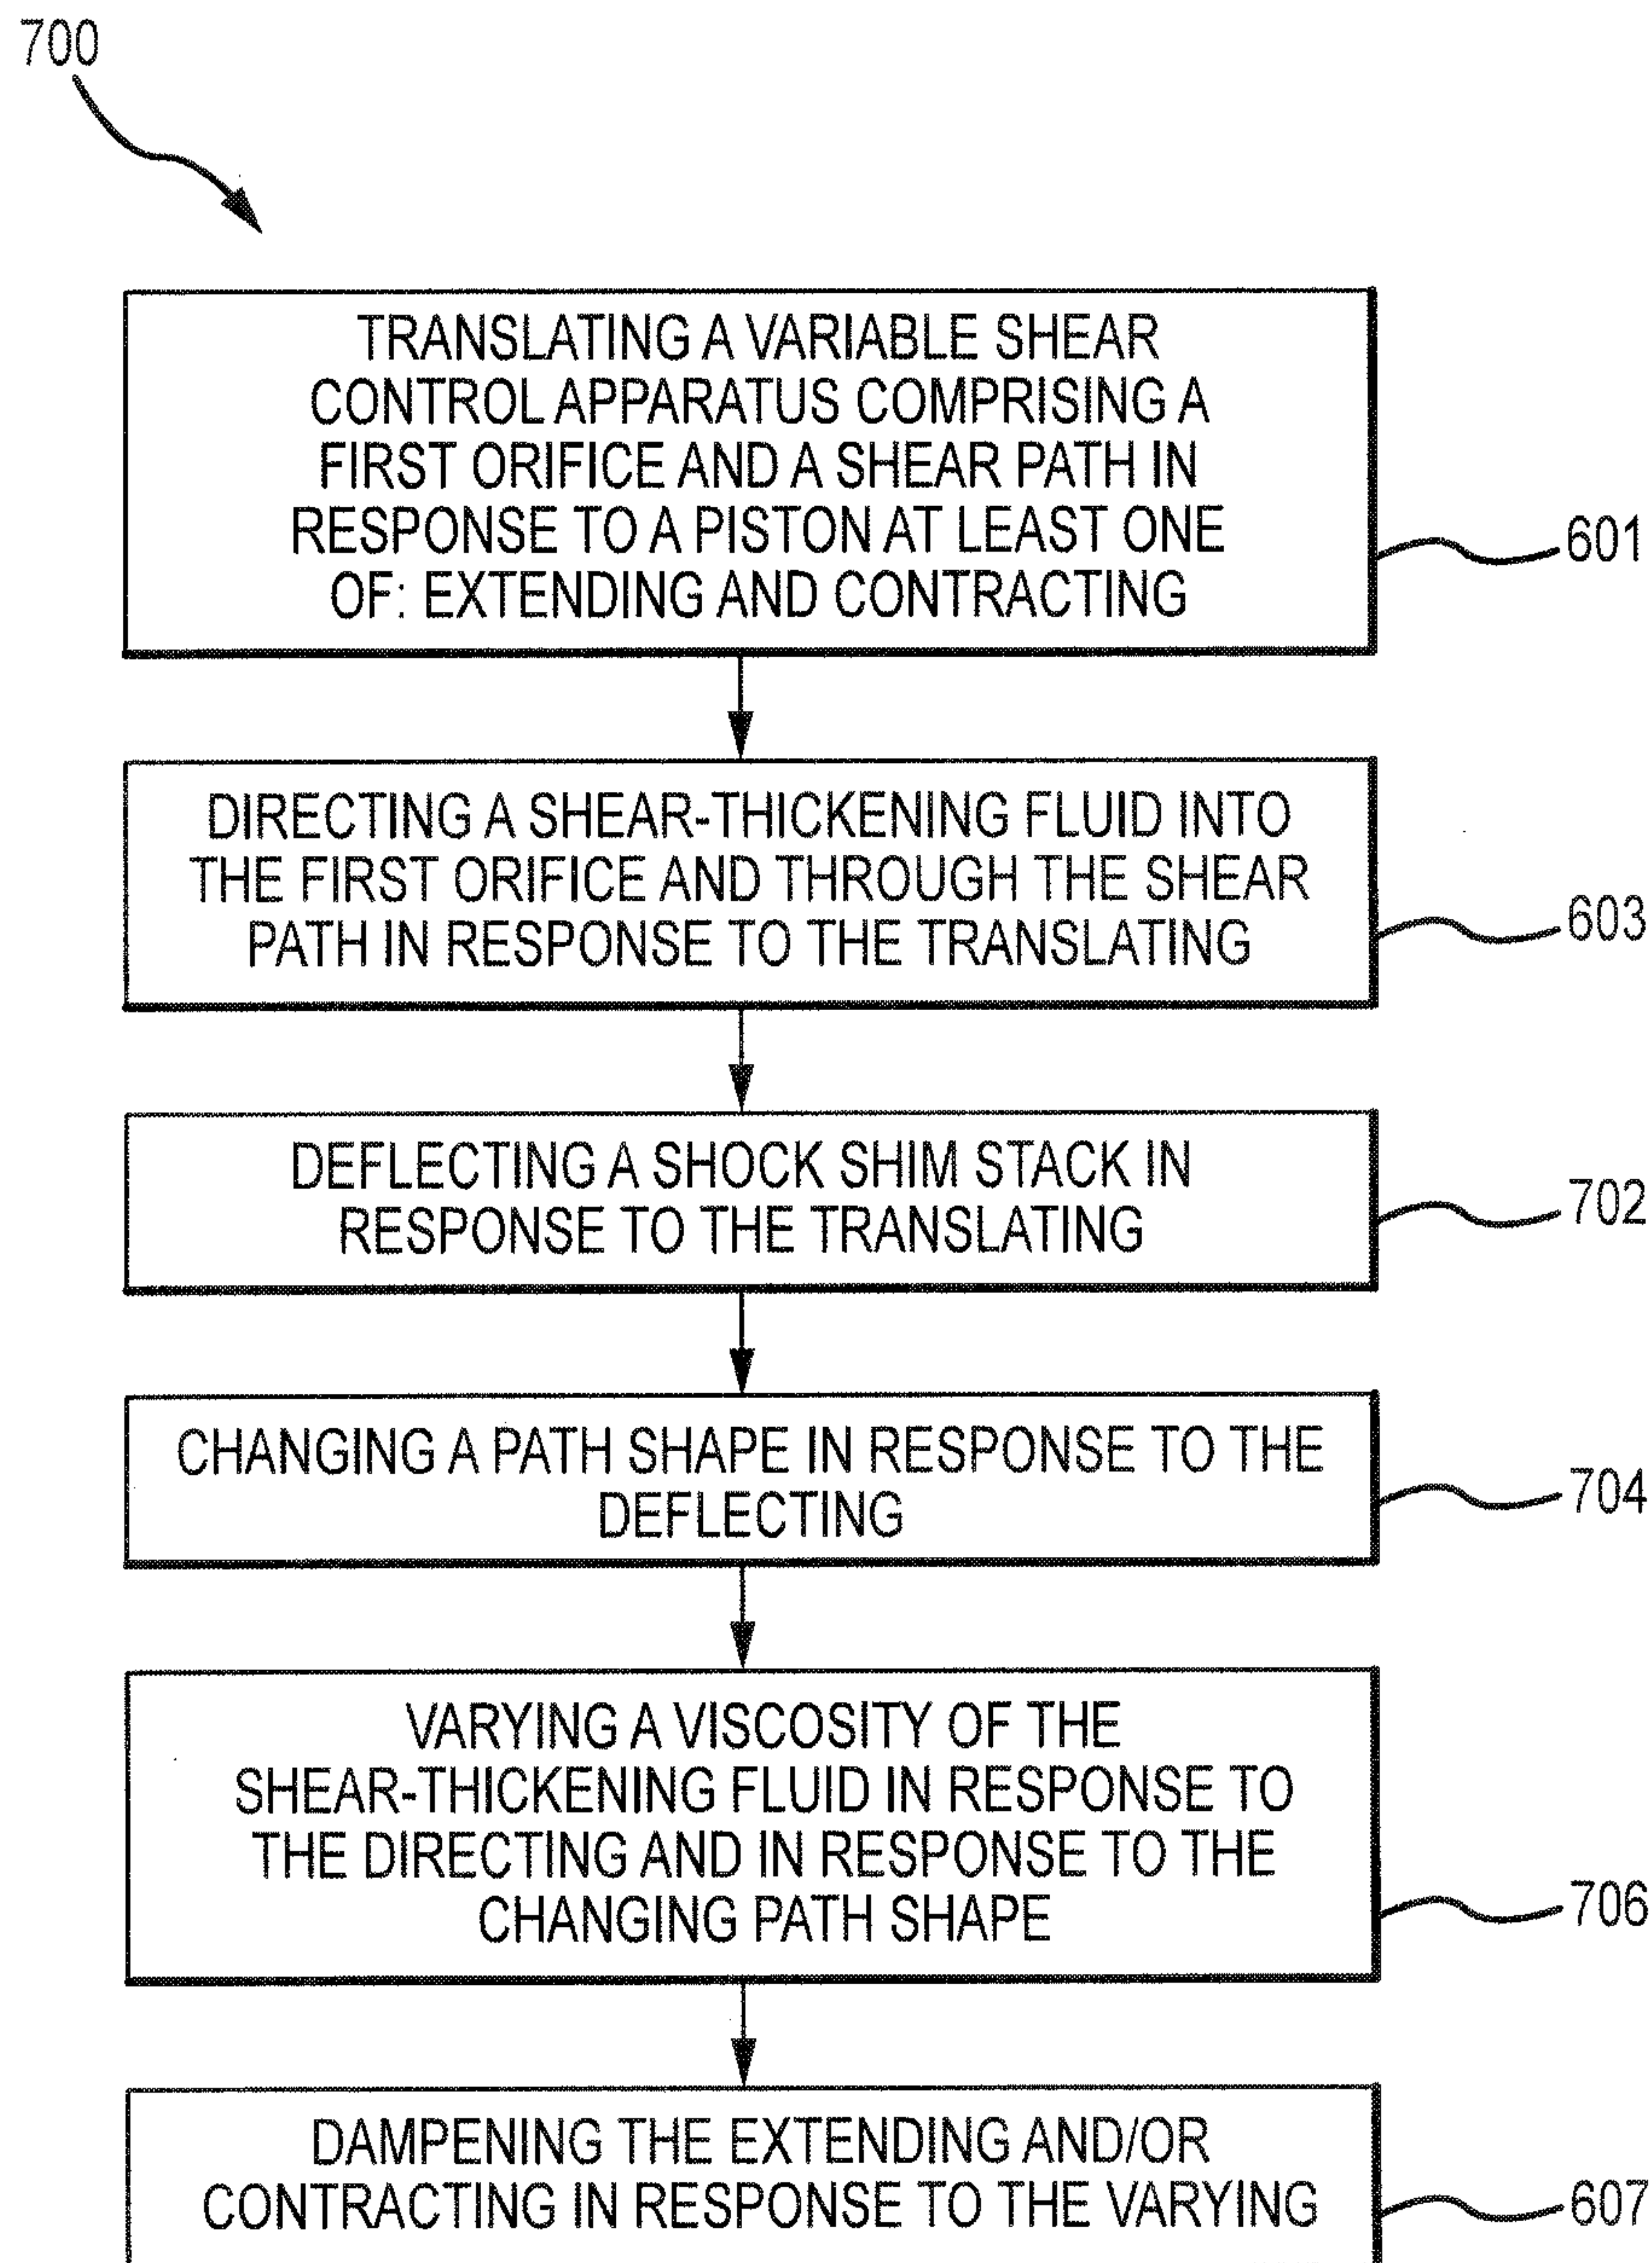 700
TRANSLATING A VARIABLE SHEAR
CONTROL APPARATUS COMPRISING A
FIRST ORIFICE AND A SHEAR PATH IN
RESPONSE TO A PISTON AT LEAST ONE
OF: EXTENDING AND CONTRACTING
601
DIRECTING A SHEAR-THICKENING FLUID INTO
THE FIRST ORIFICE AND THROUGH THE SHEAR
PATH IN RESPONSE TO THE TRANSLATING
603
DEFLECTING A SHOCK SHIM STACK IN
RESPONSE TO THE TRANSLATING
702
CHANGING A PATH SHAPE IN RESPONSE TO THE
DEFLECTING
704
VARYING A VISCOSITY OF THE
SHEAR-THICKENING FLUID IN RESPONSE TO
THE DIRECTING AND IN RESPONSE TO THE
CHANGING PATH SHAPE
706
DAMPENING THE EXTENDING AND/OR
CONTRACTING IN RESPONSE TO THE VARYING
607